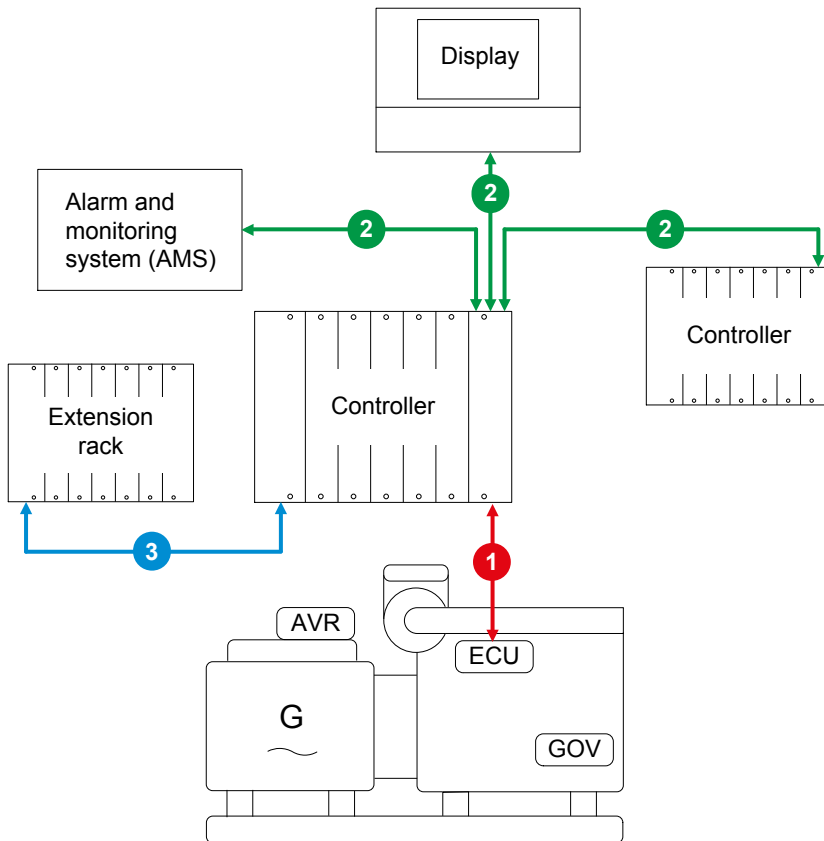 Display
2
Alarm and
monitoring
system (AMS)
2
2
Controller
Controller
Extension
rack
3
1
AVR
ECU
G
GOV